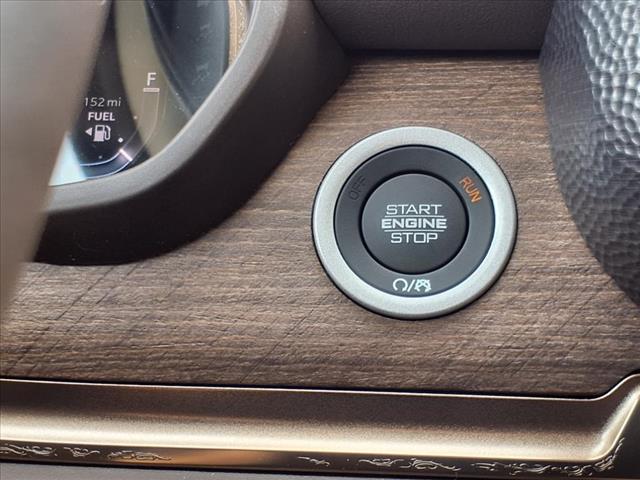 F
152 mi
FUEL
OFF
RUN
START
ENGINE
STOP